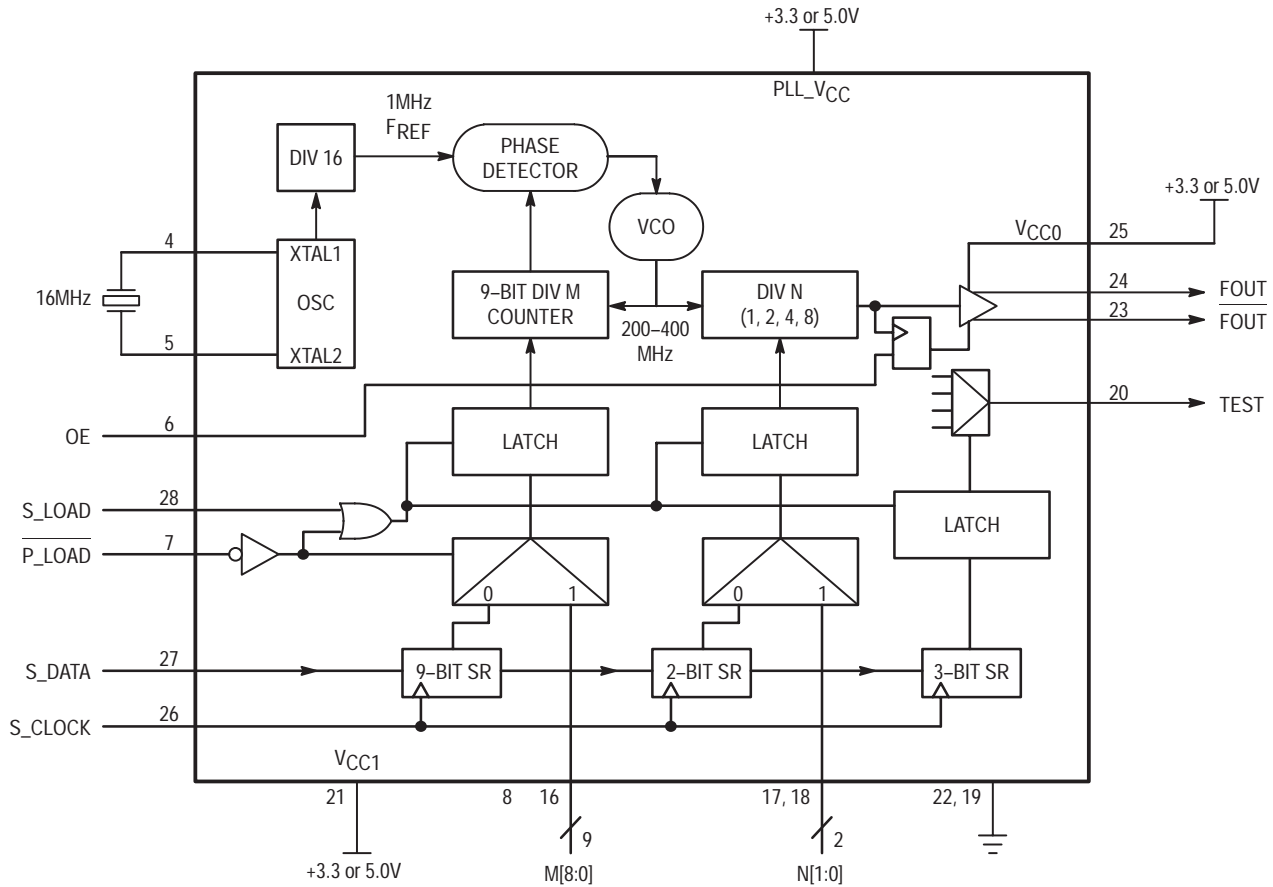 +3.3 or 5.0V
PLL_VCC
1MHz
FREF
DIV 16
PHASE
DETECTOR
VCO
+3.3 or 5.0V
VCC0
25
4
XTAL1
OSC
XTAL2
16MHz
5
9–BIT DIV M
COUNTER
200–400
MHz
DIV N
(1, 2, 4, 8)
24
FOUT
23
FOUT
20
TEST
OE
6
LATCH
LATCH
S_LOAD
28
LATCH
P_LOAD
7
0
1
0
1
S_DATA
27
9–BIT SR
2–BIT SR
3–BIT SR
S_CLOCK
26
VCC1
21
8
16
17, 18
22, 19
9
2
+3.3 or 5.0V
M[8:0]
N[1:0]